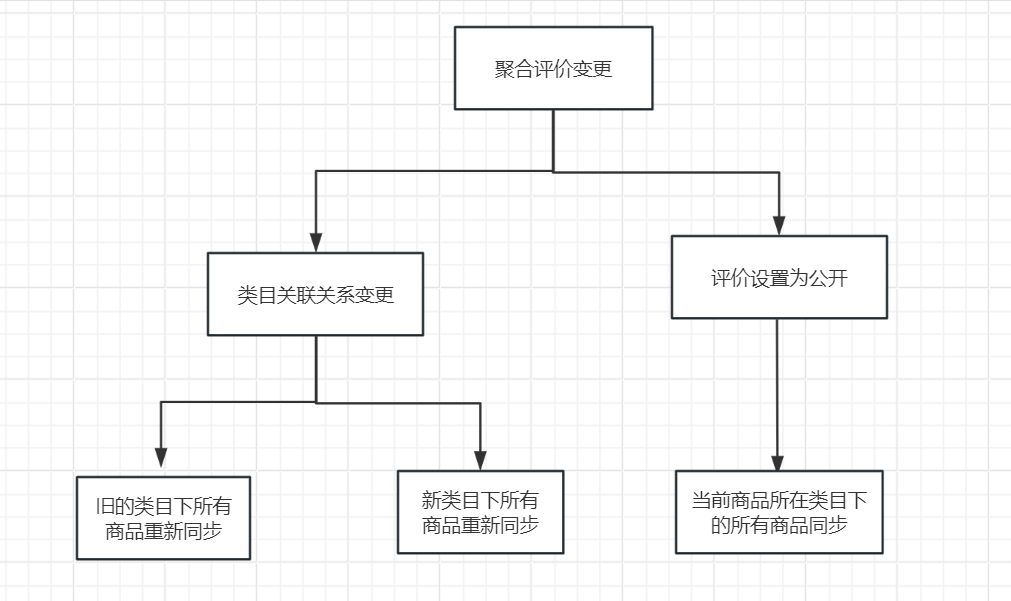 聚合评价变更
类目关联关系变更
评价设置为公开
旧的类目下所有
商品重新同步
新类目下所有
商品重新同步
当前商品所在类目下
的所有商品同步